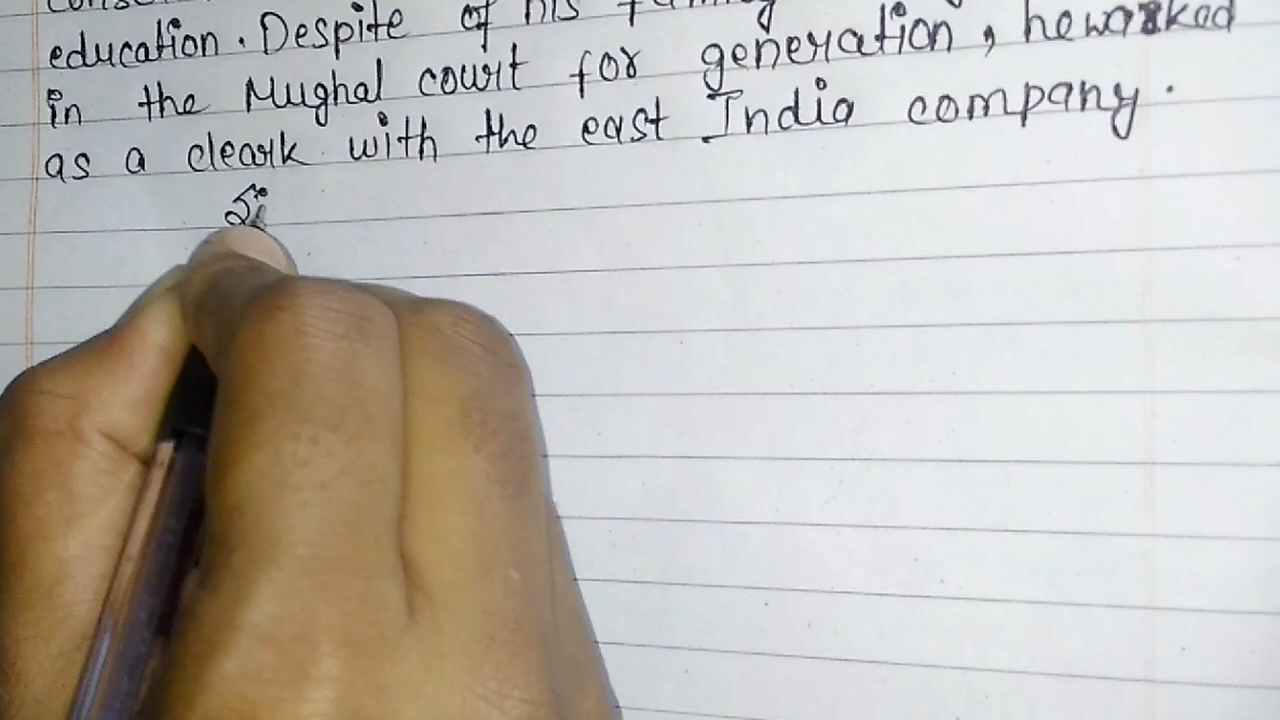 education. Despite of his
in the Mughal court for generation, he worked
as a cleark with the east India company.
Si